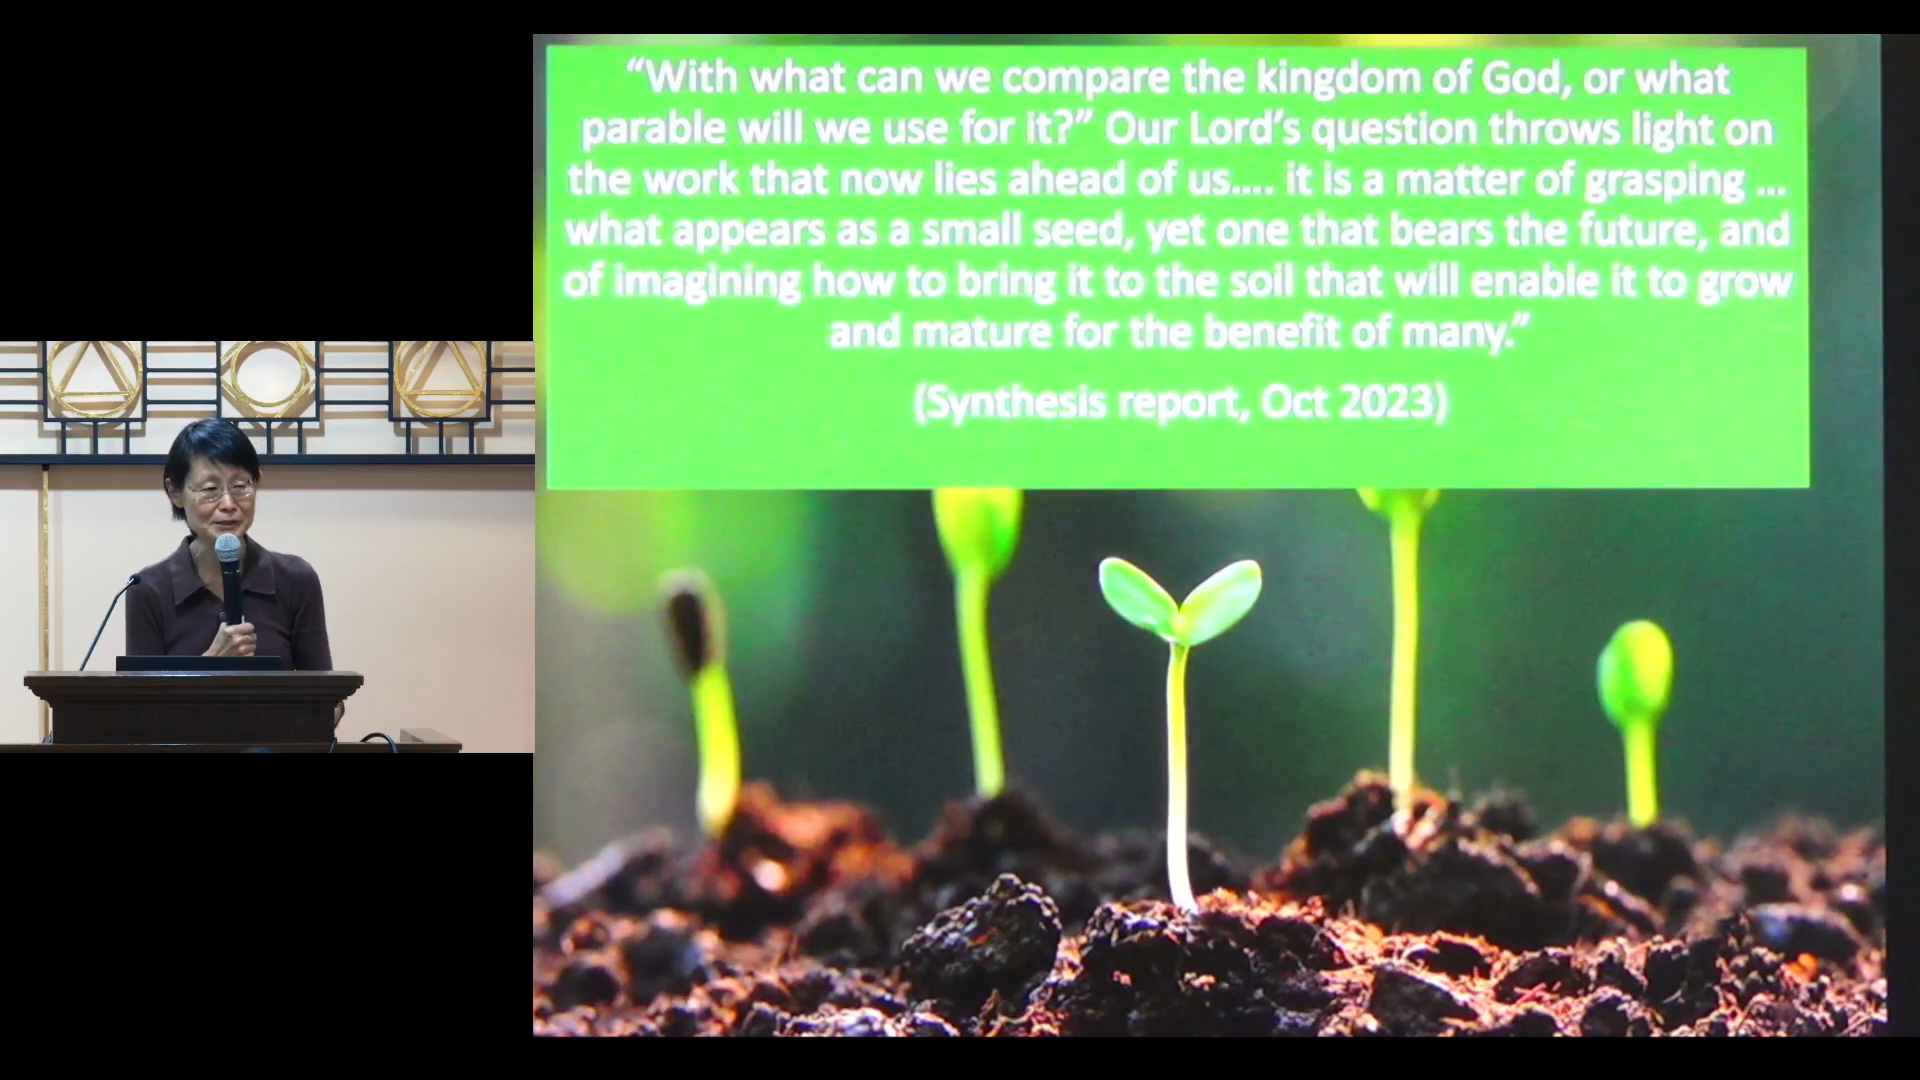 “With what can we compare the kingdom of God, or what
parable will we use for it?” Our Lord’s question throws light on
the work that now lies ahead of us.... it is a matter of grasping ...
what appears as a small seed, yet one that bears the future, and
of imagining how to bring it to the soil that will enable it to grow
and mature for the benefit of many.”
(Synthesis report, Oct 2023)